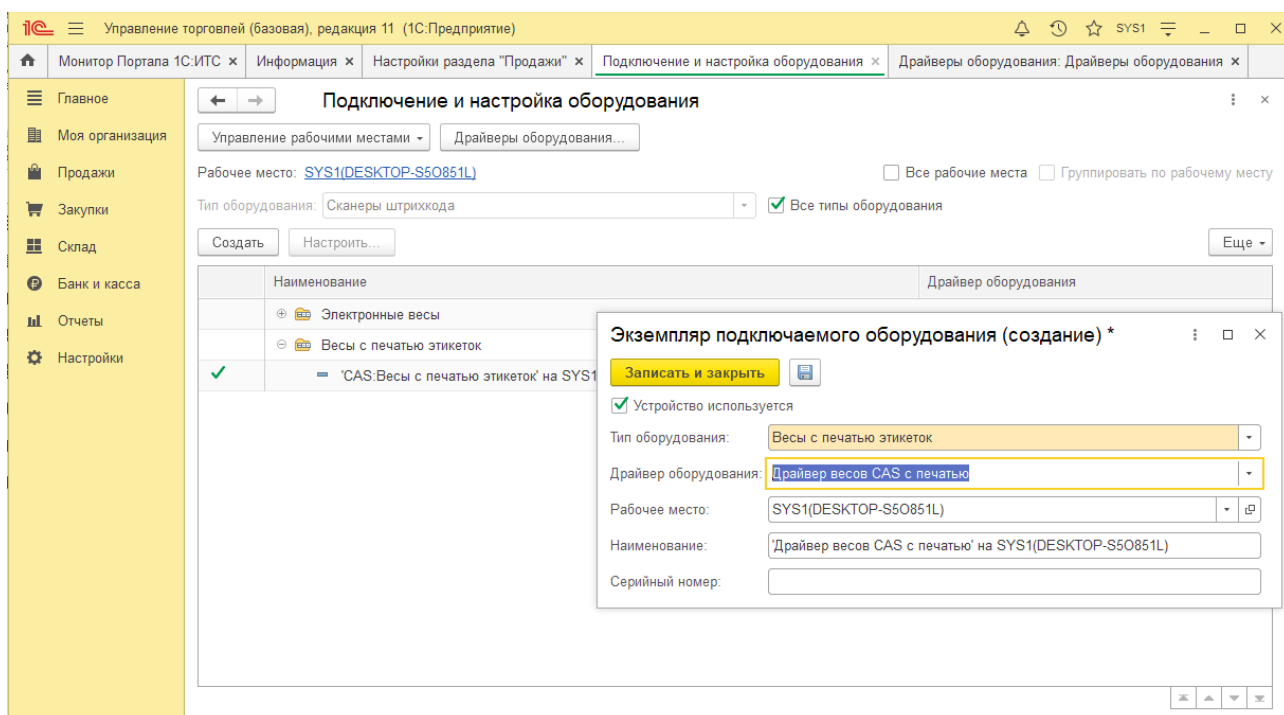 1С Управление торговлей (базовая), редакция 11 (1С:Предприятие) SYS1
Монитор Портала 1С:ИТС × Информация × Настройки раздела "Продажи" × Подключение и настройка оборудования × Драйверы оборудования: Драйверы оборудования ×
Главное
Моя организация
Продажи
Закупки
Склад
Банк и касса
Отчеты
Настройки
Подключение и настройка оборудования
Управление рабочими местами Драйверы оборудования...
Рабочее место: SYS1(DESKTOP-S5O851L) Все рабочие места Группировать по рабочему месту
Тип оборудования: Сканеры штрихкода Все типы оборудования
Создать Настроить... Еще
Наименование Драйвер оборудования
Электронные весы
Весы с печатью этикеток
'CAS:Весы с печатью этикеток' на SYS1
Экземпляр подключаемого оборудования (создание) *
Записать и закрыть
Устройство используется
Тип оборудования: Весы с печатью этикеток
Драйвер оборудования: Драйвер весов CAS с печатью
Рабочее место: SYS1(DESKTOP-S5O851L)
Наименование: 'Драйвер весов CAS с печатью' на SYS1(DESKTOP-S5O851L)
Серийный номер: